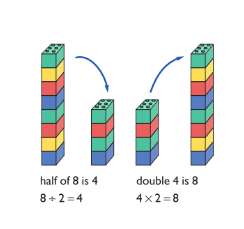 half of 8 is 4
8 ÷ 2 = 4
double 4 is 8
4 × 2 = 8